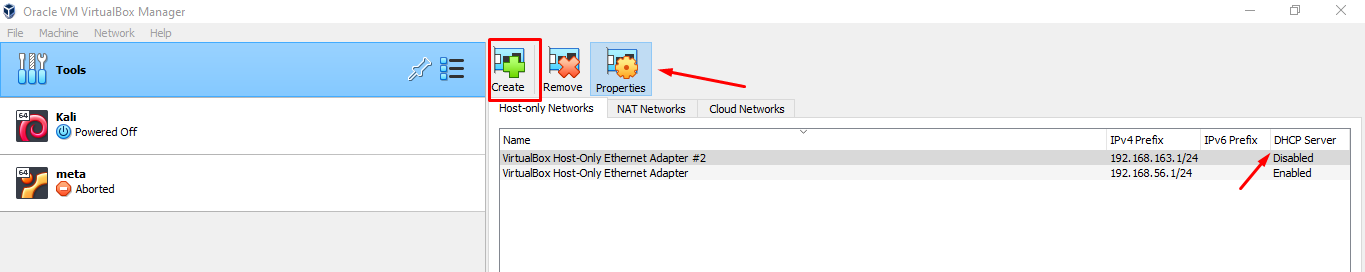 Oracle VM VirtualBox Manager
File Machine Network Help
Tools
64
Kali
Powered Off
64
meta
Aborted
Create Remove Properties
Host-only Networks NAT Networks Cloud Networks
Name IPv4 Prefix IPv6 Prefix DHCP Server
VirtualBox Host-Only Ethernet Adapter #2 192.168.163.1/24 Disabled
VirtualBox Host-Only Ethernet Adapter 192.168.56.1/24 Enabled